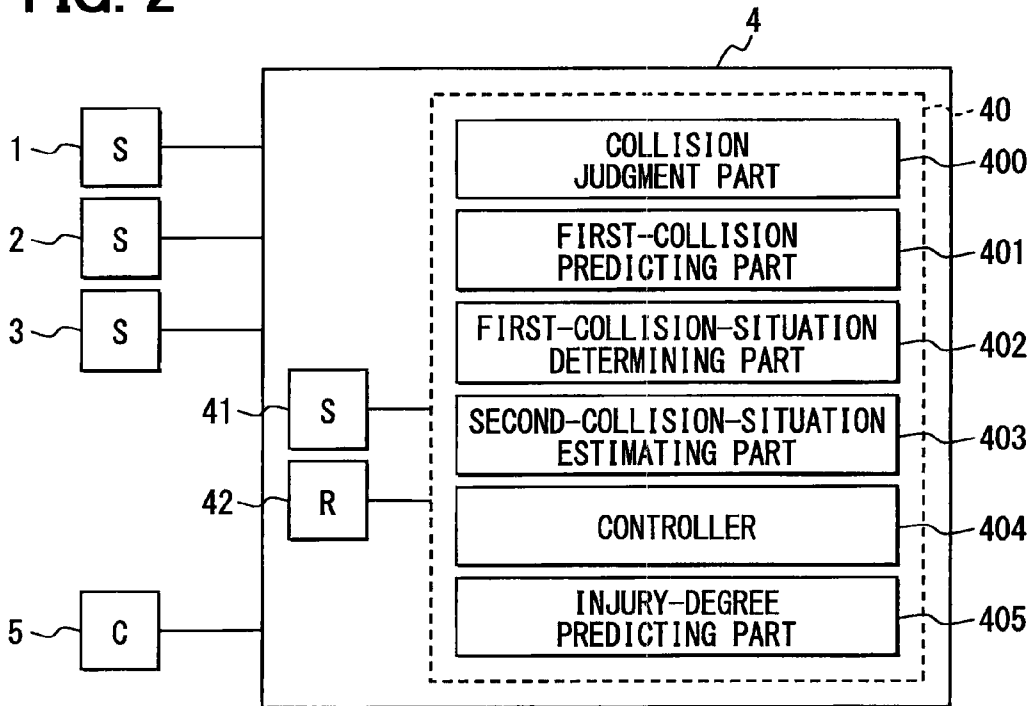 FIG. 2
4
40
1
S
COLLISION
JUDGMENT PART
400
2
S
FIRST-COLLISION
PREDICTING PART
401
3
S
FIRST-COLLISION-SITUATION
DETERMINING PART
402
41
S
SECOND-COLLISION-SITUATION
ESTIMATING PART
403
42
R
CONTROLLER
404
5
C
INJURY-DEGREE
PREDICTING PART
405